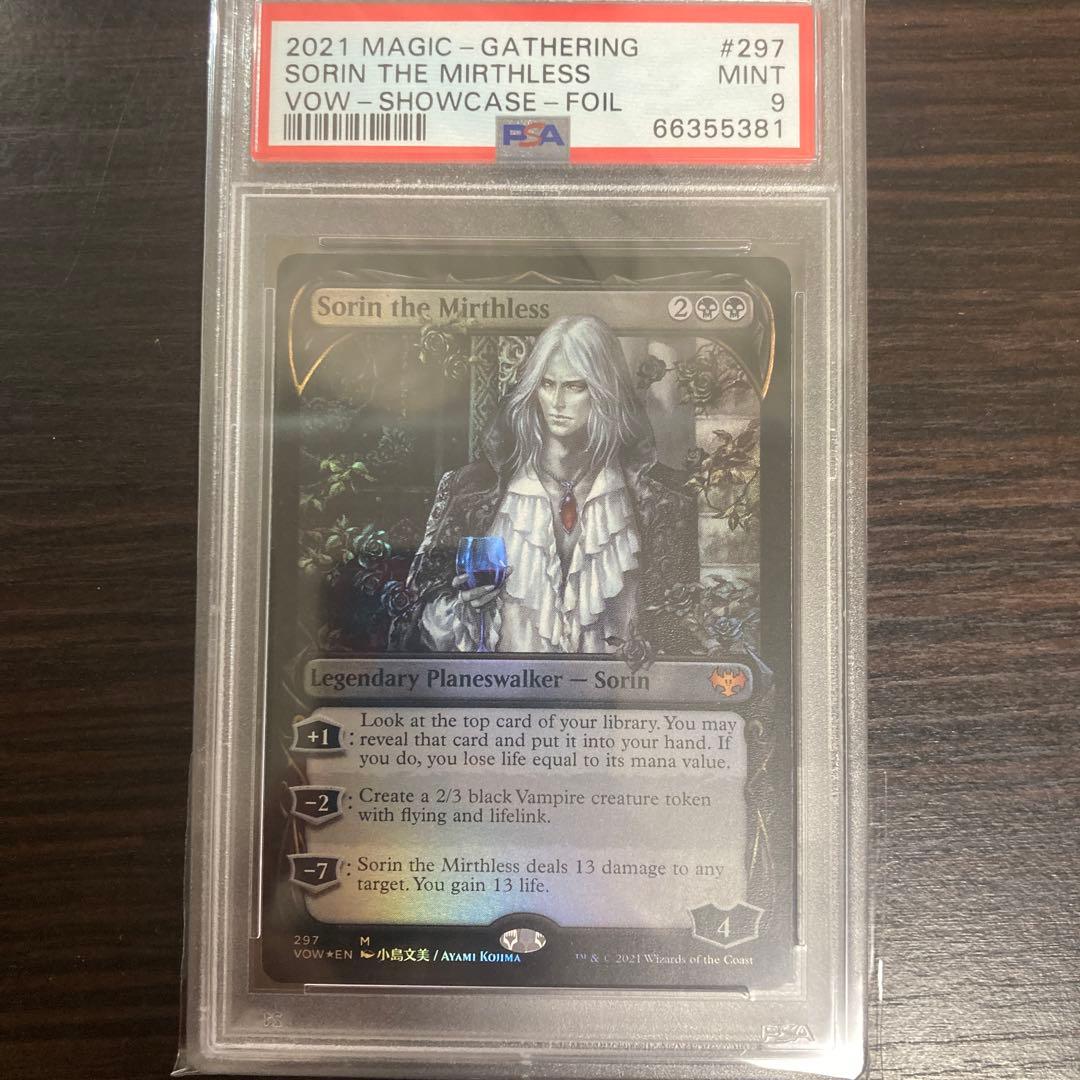 2021 MAGIC - GATHERING #297
SORIN THE MIRTHLESS MINT
VOW - SHOWCASE - FOIL 9
PSA 66355381
Sorin the Mirthless 2
Legendary Planeswalker — Sorin
+1: Look at the top card of your library. You may
reveal that card and put it into your hand. If
you do, you lose life equal to its mana value.
−2: Create a 2/3 black Vampire creature token
with flying and lifelink.
−7: Sorin the Mirthless deals 13 damage to any
target. You gain 13 life.
4
297 M
VOW★EN 小島文美 / AYAMI KOJIMA ™ & © 2021 Wizards of the Coast
PSA